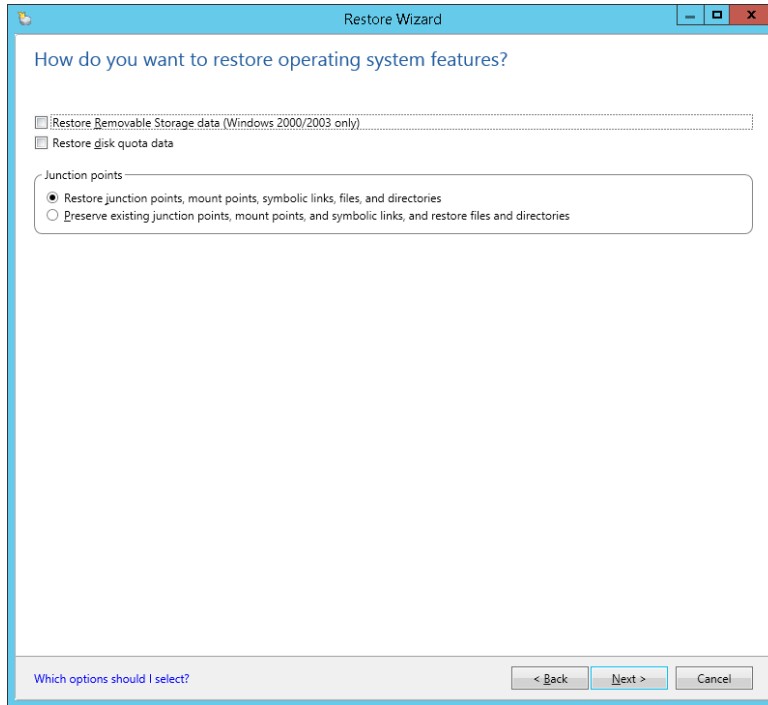 Restore Wizard
How do you want to restore operating system features?
Restore Removable Storage data (Windows 2000/2003 only)
Restore disk quota data
Junction points
Restore junction points, mount points, symbolic links, files, and directories
Preserve existing junction points, mount points, and symbolic links, and restore files and directories
Which options should I select?
< Back
Next >
Cancel